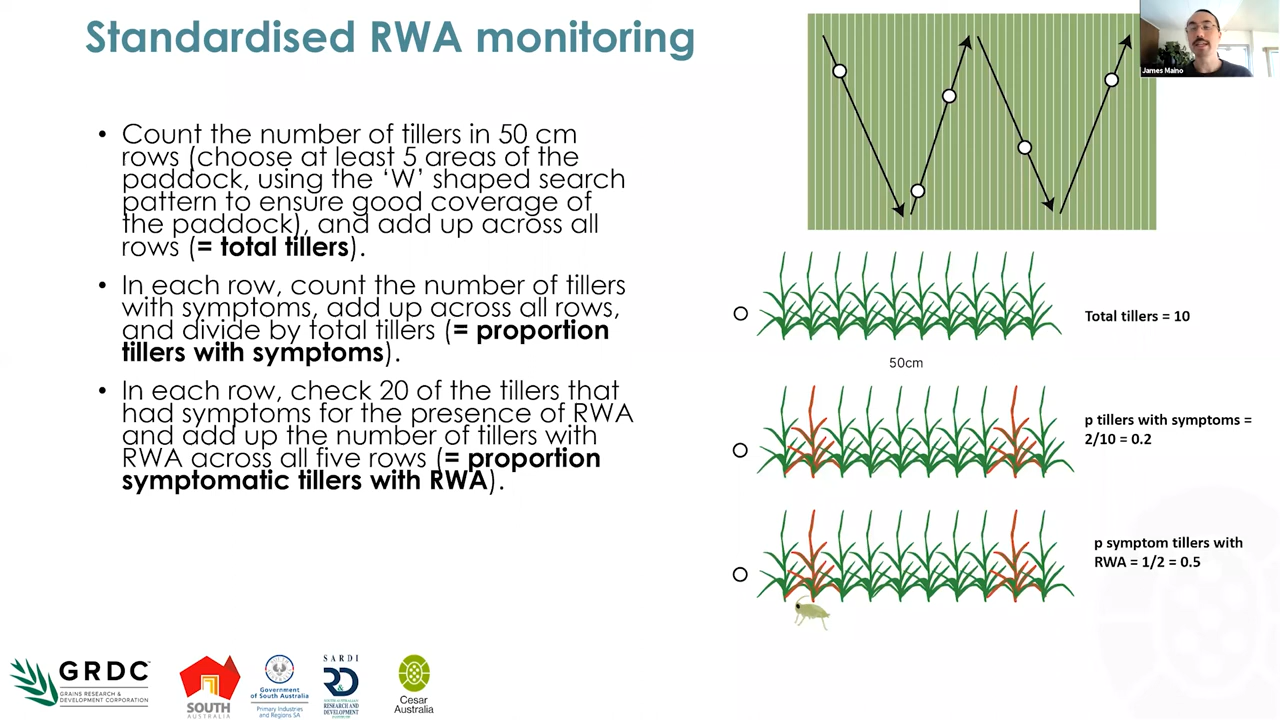 Standardised RWA monitoring
• Count the number of tillers in 50 cm
rows (choose at least 5 areas of the
paddock, using the ‘W’ shaped search
pattern to ensure good coverage of
the paddock), and add up across all
rows (= total tillers).
• In each row, count the number of tillers
with symptoms, add up across all rows,
and divide by total tillers (= proportion
tillers with symptoms).
• In each row, check 20 of the tillers that
had symptoms for the presence of RWA
and add up the number of tillers with
RWA across all five rows (= proportion
symptomatic tillers with RWA).
James Maino
Total tillers = 10
50cm
p tillers with symptoms =
2/10 = 0.2
p symptom tillers with
RWA = 1/2 = 0.5
GRDC
GRAINS RESEARCH &
DEVELOPMENT CORPORATION
SOUTH
AUSTRALIA
Government
of South Australia
Primary Industries
and Regions SA
SARDI
RD
&
SOUTH AUSTRALIAN
RESEARCH AND
DEVELOPMENT
INSTITUTE
Cesar
Australia